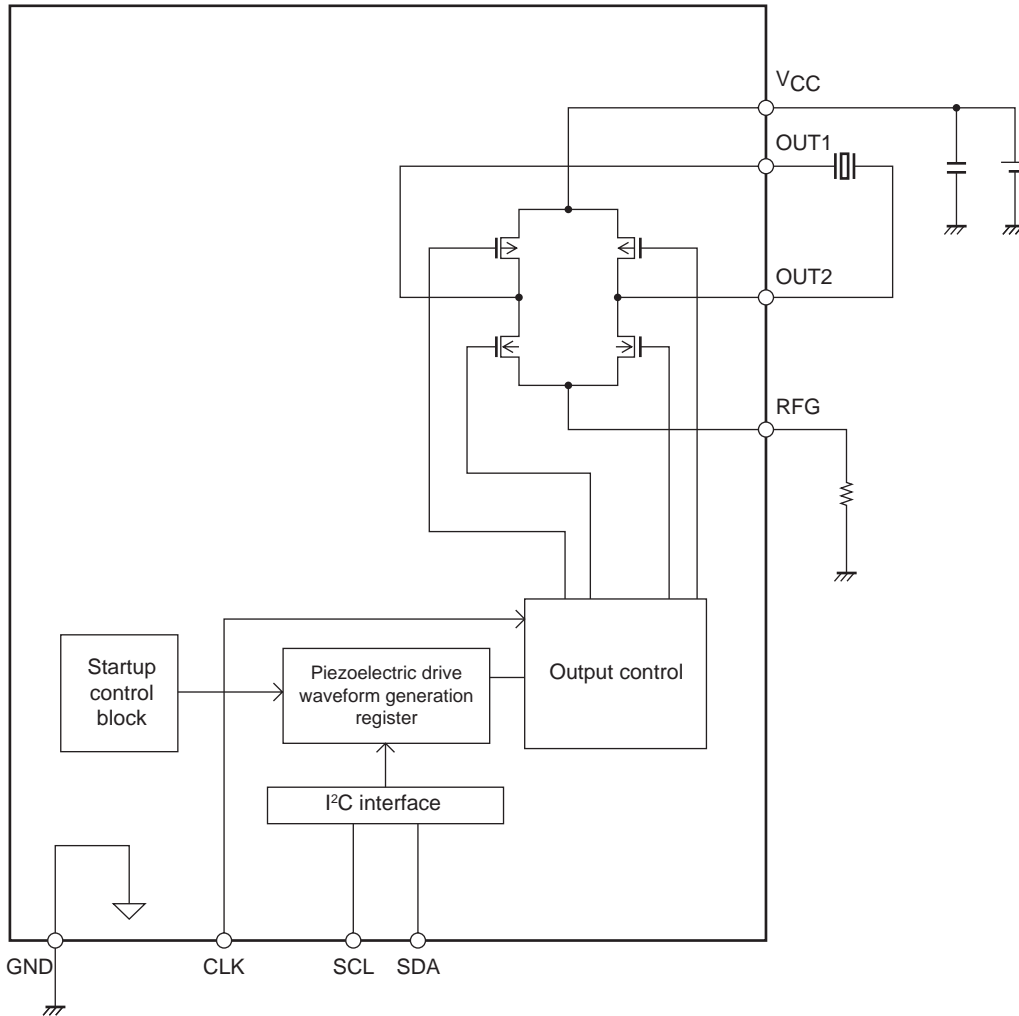 VCC
OUT1
OUT2
RFG
Startup
control
block
Piezoelectric drive
waveform generation
register
Output control
I²C interface
GND
CLK
SCL
SDA